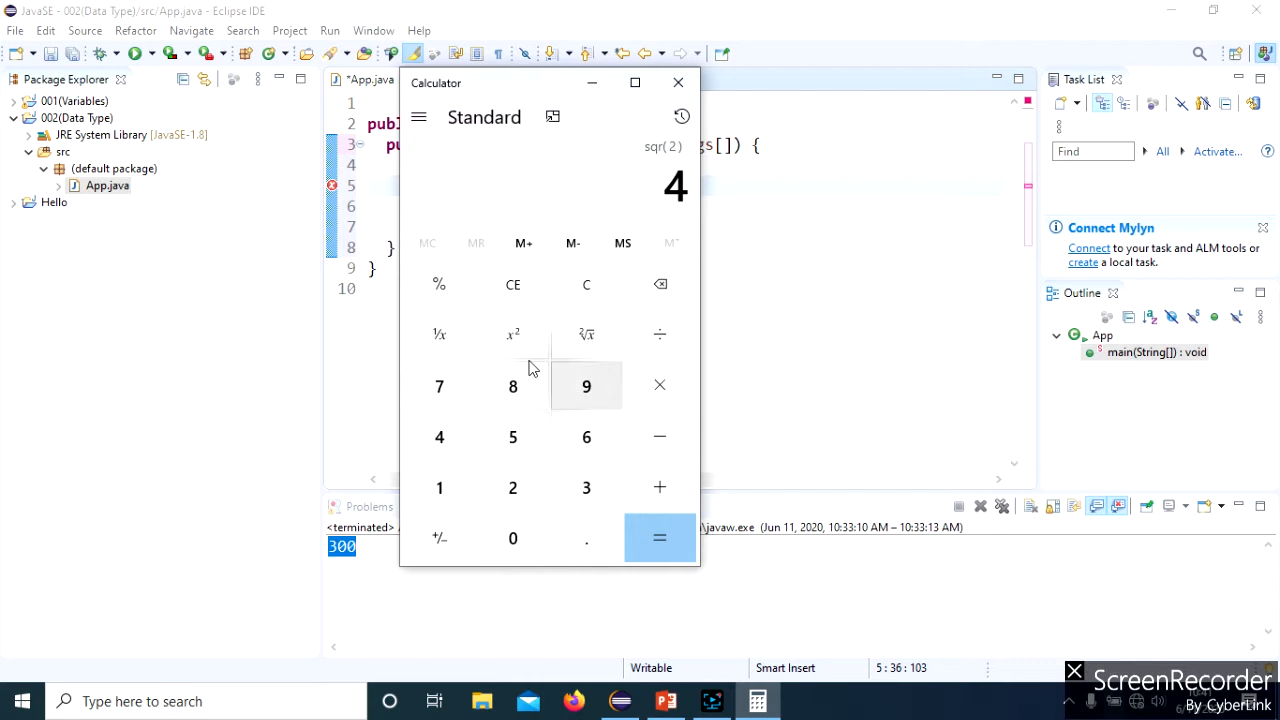 JavaSE - 002(Data Type)/src/App.java - Eclipse IDE
File Edit Source Refactor Navigate Search Project Run Window Help
Package Explorer
001(Variables)
002(Data Type)
JRE System Library [JavaSE-1.8]
src
(default package)
App.java
Hello
*App.java
1
2
3
4
5
6
7
8
9
10
gs[]) {
}
}
Calculator
Standard
sqr( 2 )
4
MC MR M+ M- MS M˅
% CE C
⅟x x² ²√x ÷
7 8 9 ×
4 5 6 −
1 2 3 +
+/− 0 . =
Task List
Find All Activate...
Connect Mylyn
Connect to your task and ALM tools or
create a local task.
Outline
App
main(String[]) : void
Problems
<terminated>
\javaw.exe (Jun 11, 2020, 10:33:10 AM – 10:33:13 AM)
300
Writable Smart Insert 5 : 36 : 103
Type here to search
ScreenRecorder
By CyberLink